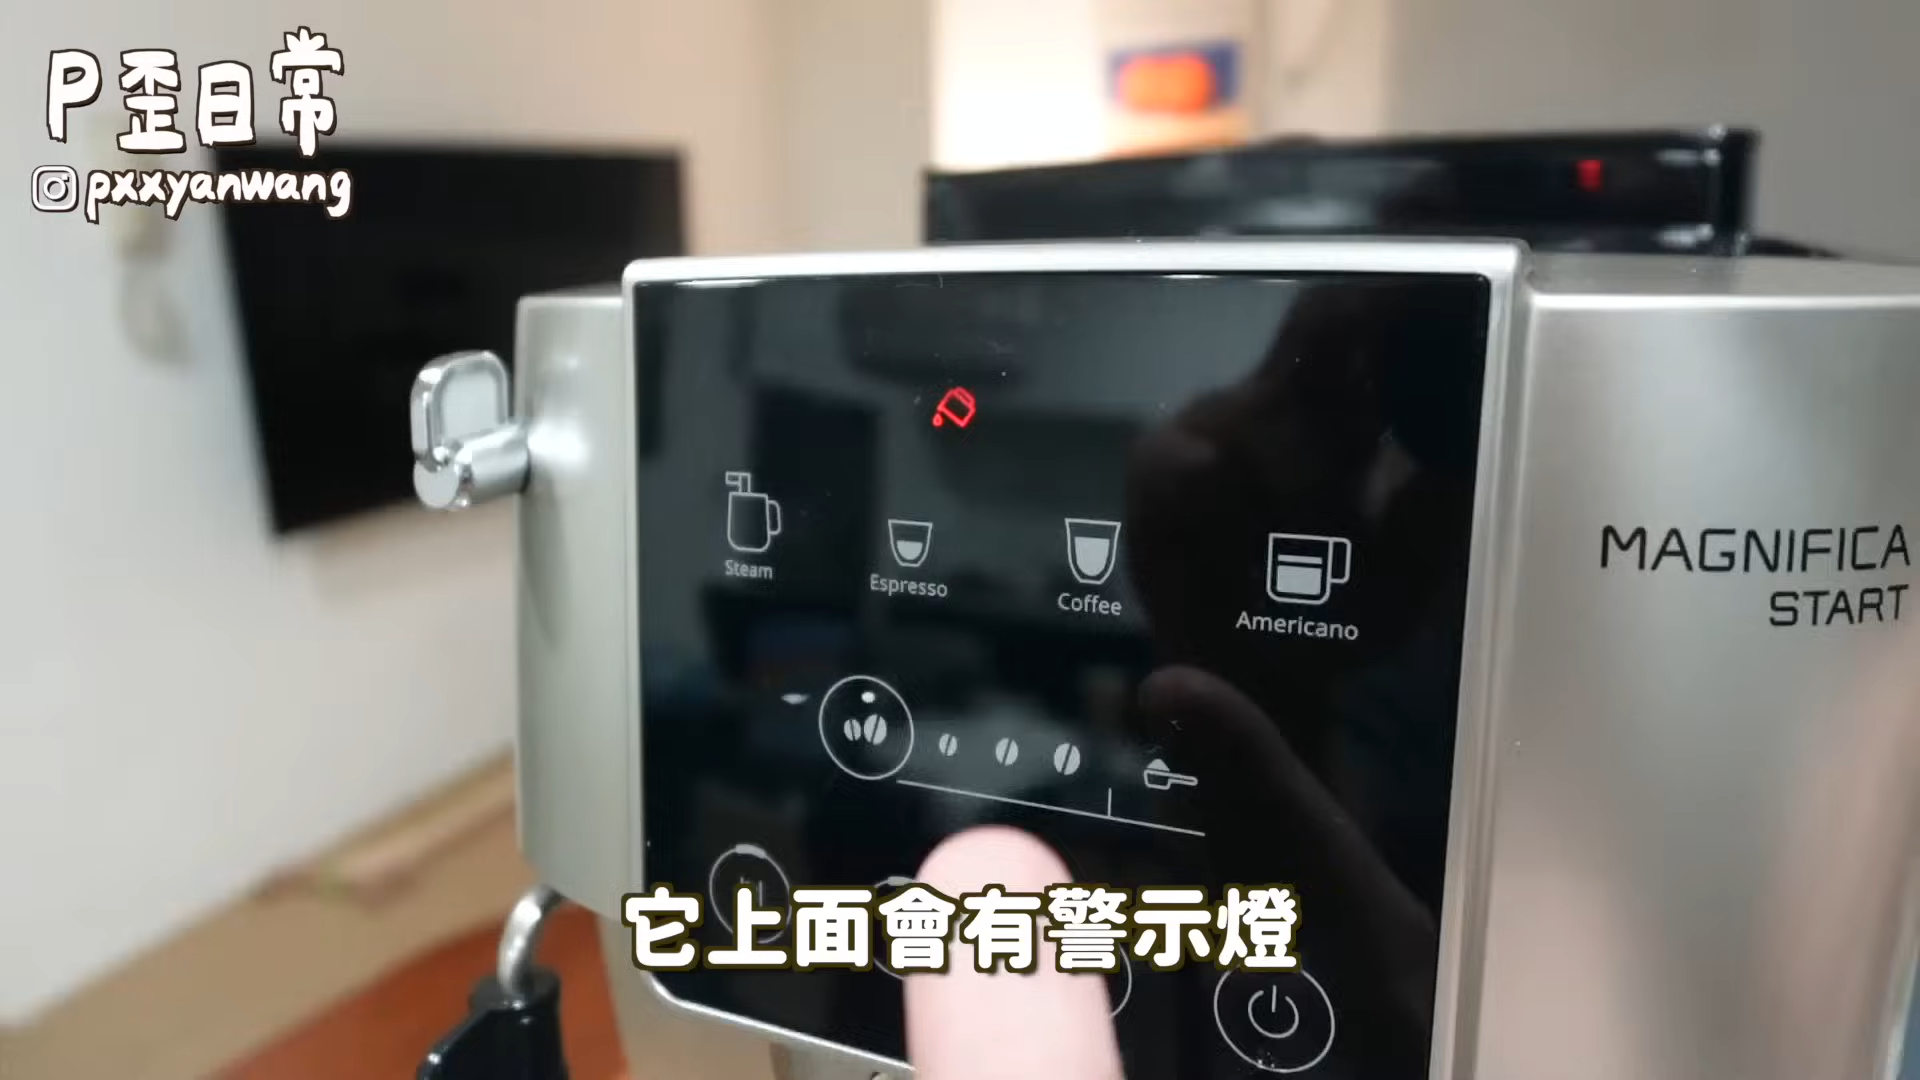 P歪日常
pxxyanwang
Steam
Espresso
Coffee
Americano
MAGNIFICA
START
它上面會有警示燈